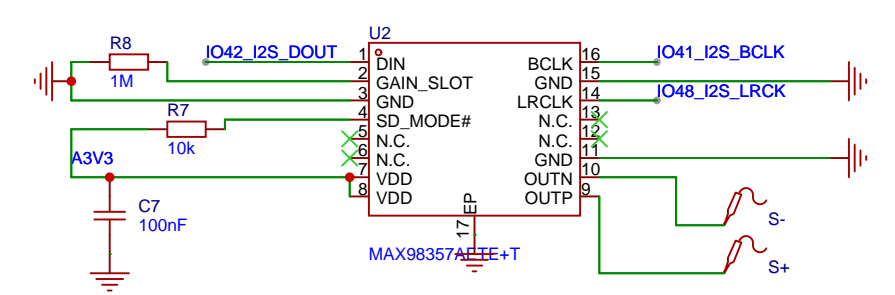 U2
R8
1M
IO42_I2S_DOUT
R7
10k
A3V3
C7
100nF
1 DIN
2 GAIN_SLOT
3 GND
4 SD_MODE#
5 N.C.
6 N.C.
7 VDD
8 VDD
BCLK 16
GND 15
LRCLK 14
N.C. 13
N.C. 12
GND 11
OUTN 10
OUTP 9
17 EP
MAX98357AETE+T
IO41_I2S_BCLK
IO48_I2S_LRCK
S-
S+